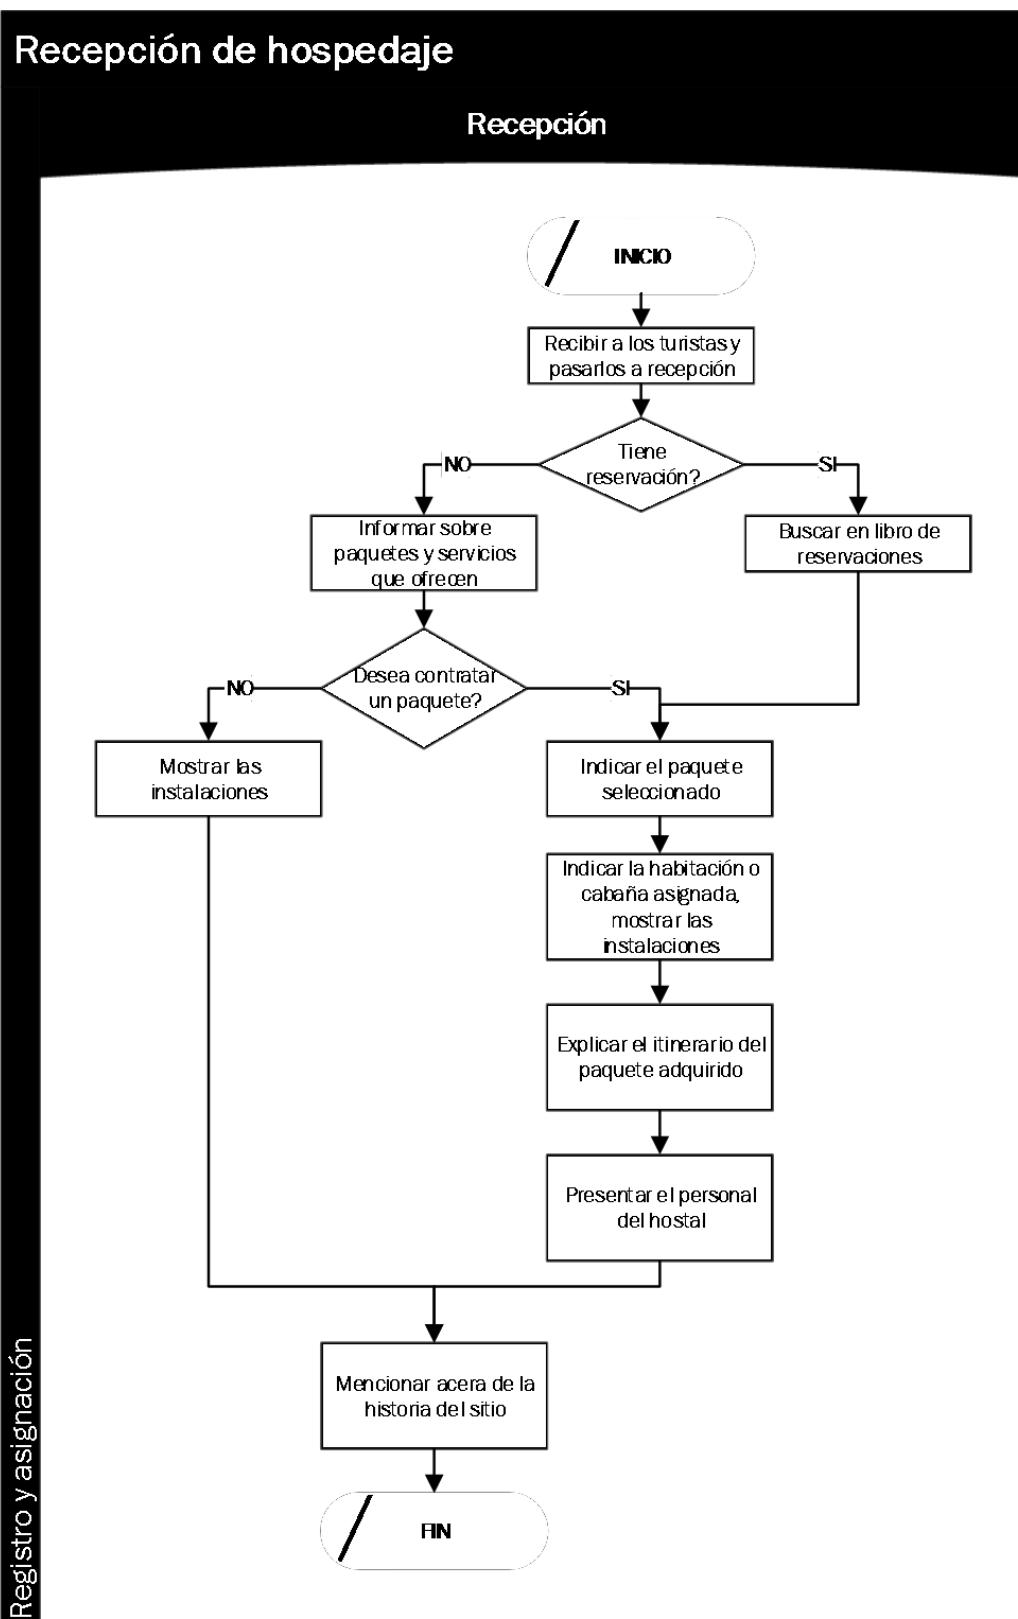 Recepción de hospedaje
Recepción
INICIO
Recibir a los turistas y
pasarlos a recepción
Tiene
reservación?
NO
SI
Informar sobre
paquetes y servicios
que ofrecen
Buscar en libro de
reservaciones
Desea contratar
un paquete?
NO
SI
Mostrar las
instalaciones
Indicar el paquete
seleccionado
Indicar la habitación o
cabaña asignada,
mostrar las
instalaciones
Explicar el itinerario del
paquete adquirido
Presentar el personal
del hostal
Mencionar acera de la
historia del sitio
FIN
Registro y asignación